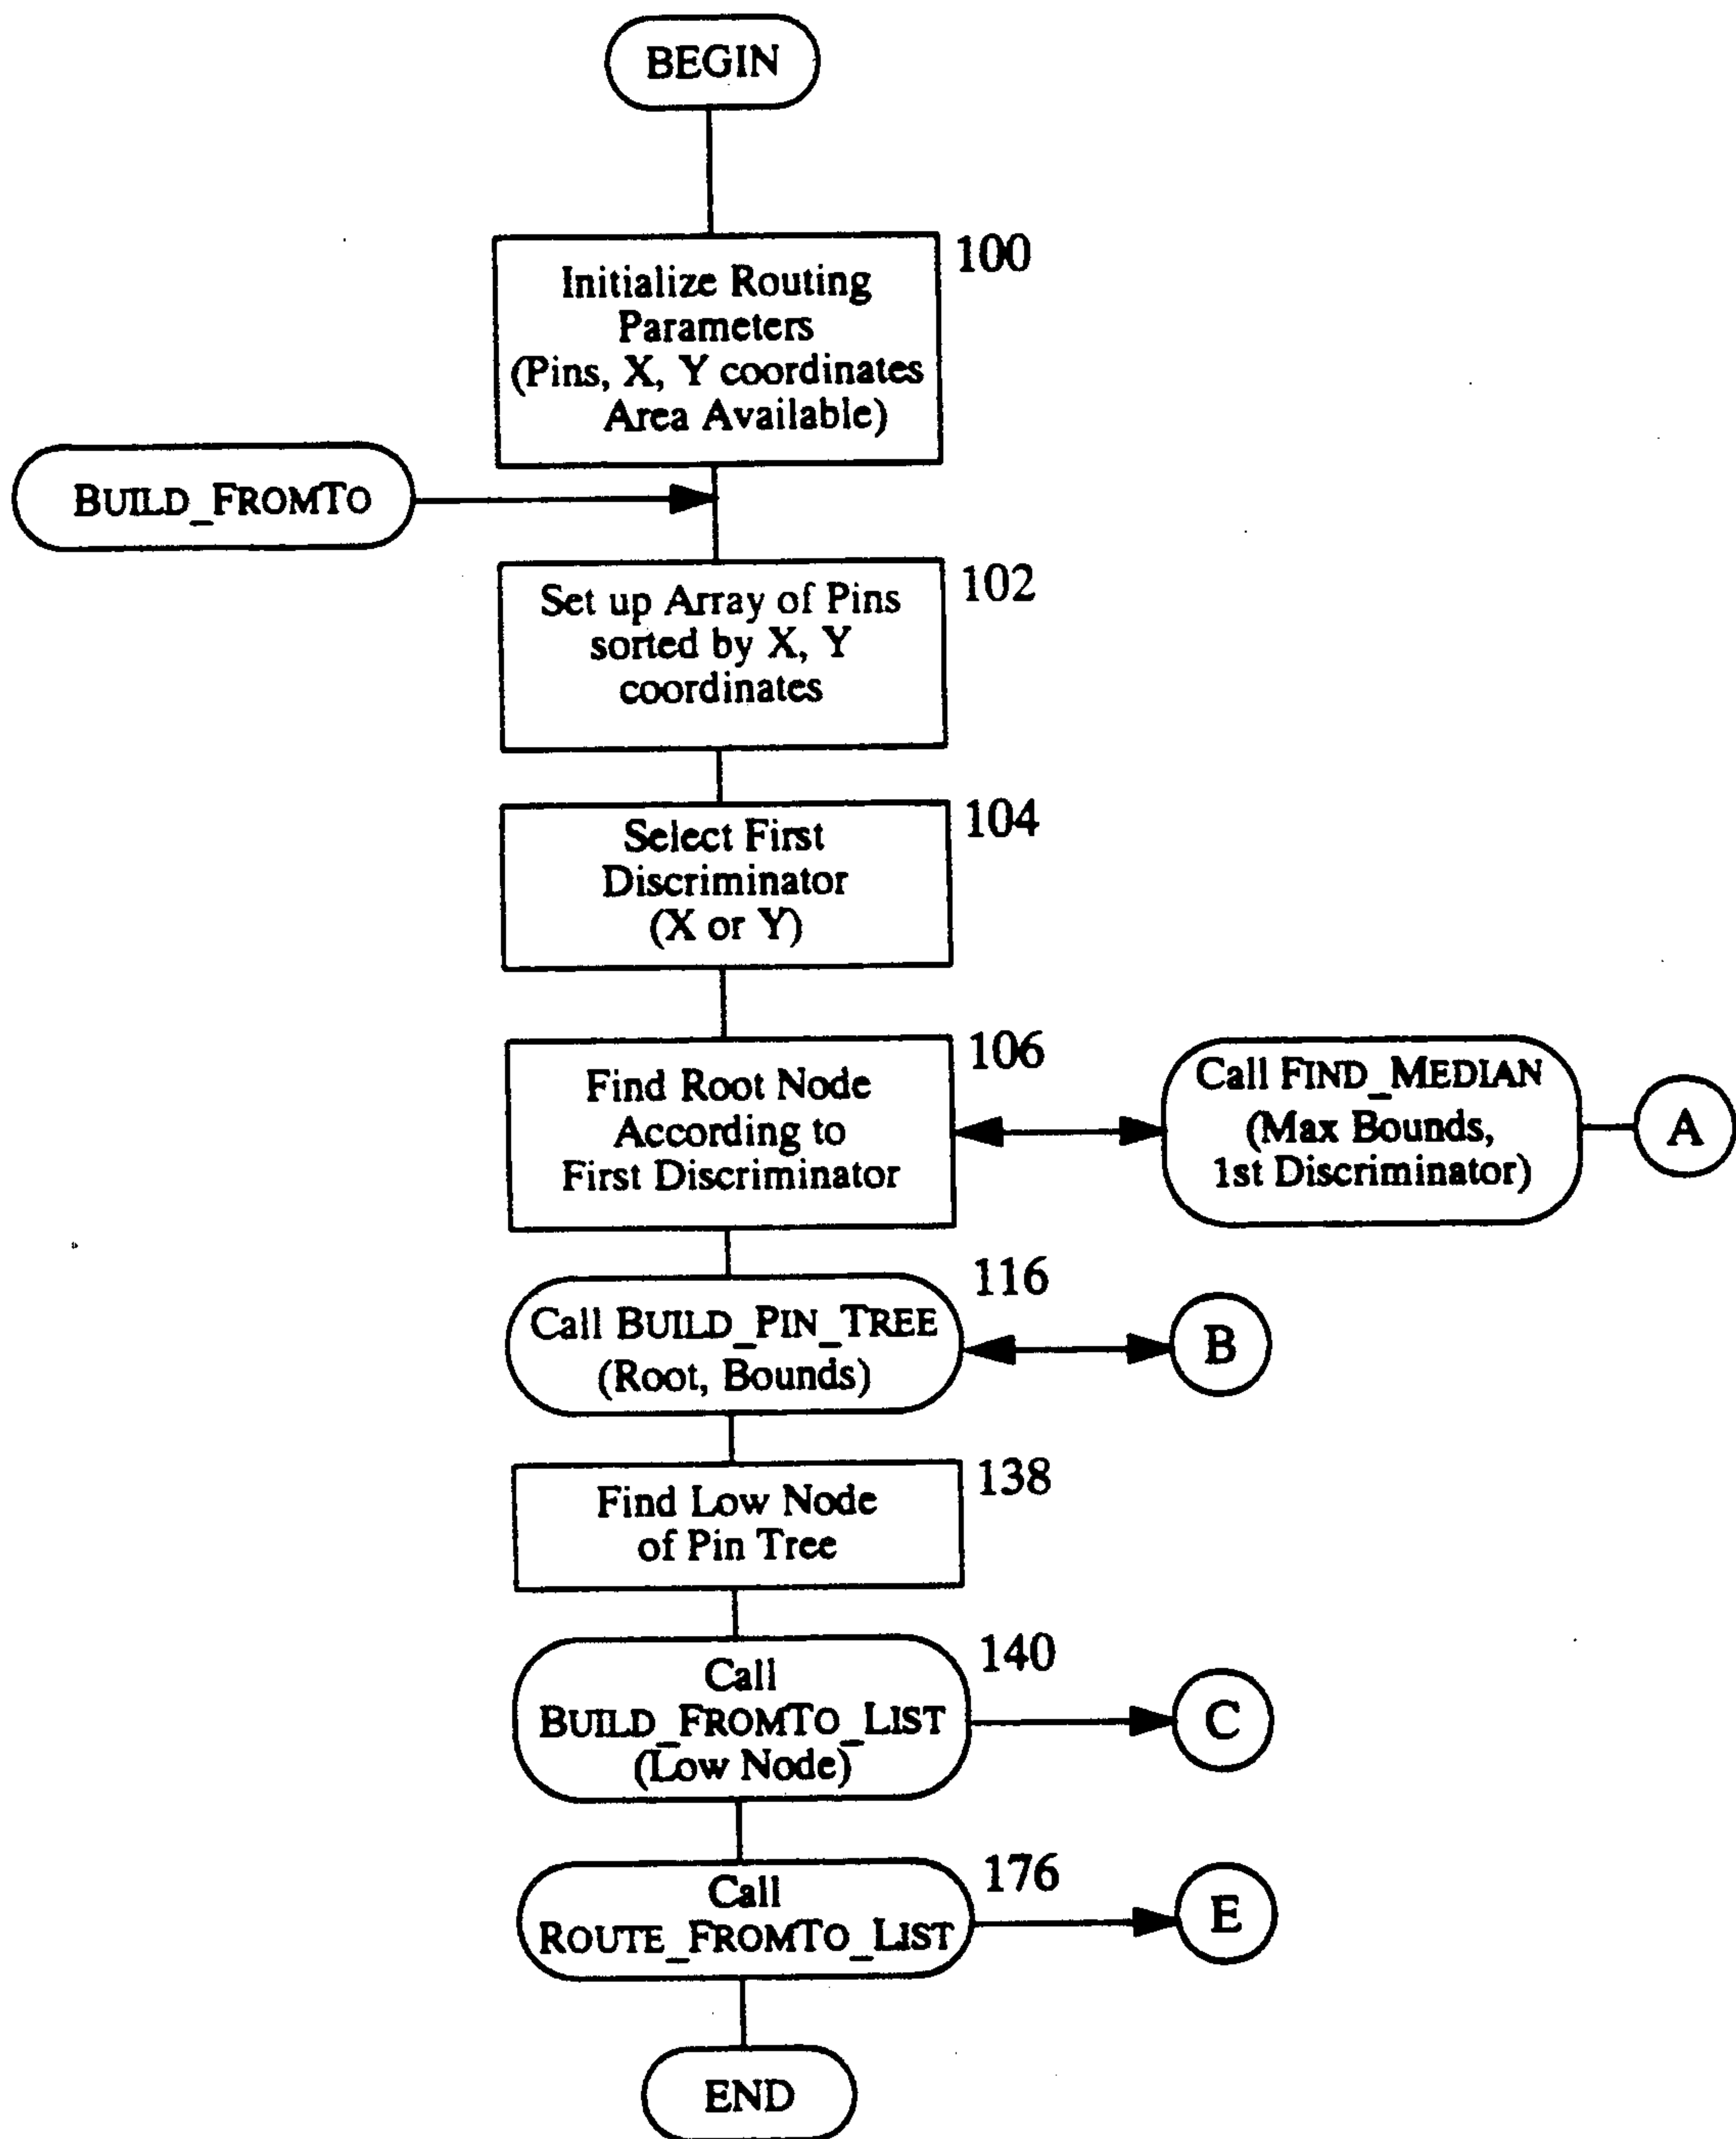 BEGIN
100
Initialize Routing
Parameters
(Pins, X, Y coordinates
Area Available)
BUILD_FROMTO
102
Set up Array of Pins
sorted by X, Y
coordinates
104
Select First
Discriminator
(X or Y)
106
Find Root Node
According to
First Discriminator
Call FIND_MEDIAN
(Max Bounds,
1st Discriminator)
A
116
Call BUILD_PIN_TREE
(Root, Bounds)
B
138
Find Low Node
of Pin Tree
140
Call
BUILD_FROMTO_LIST
(Low Node)
C
176
Call
ROUTE_FROMTO_LIST
E
END